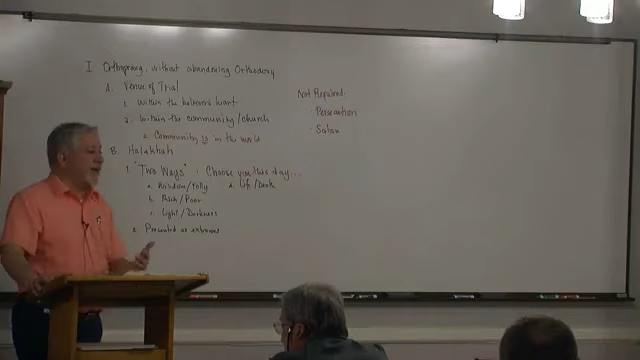 I Orthopraxy, without abandoning Orthodoxy
A. Venue of Trial
1. Within the believer's heart
2. Within the community/church
a. Community is in the world
B. Halakhah
1. "Two Ways" - Choose you this day...
a. Wisdom/Folly d. Life/Death
b. Rich/Poor
c. Light/Darkness
2. Presented as extremes
Not Required:
- Persecution
- Satan